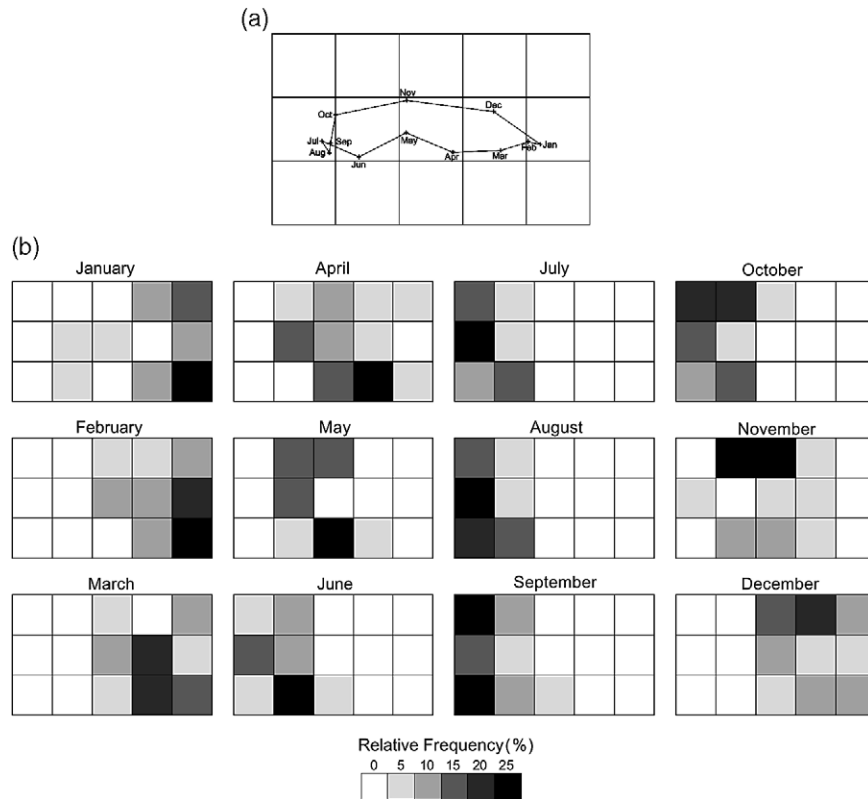 (a)
Nov
Dec
Oct
Jul Sep May Feb Jan
Aug Jun Apr Mar
(b)
January April July October
February May August November
March June September December
Relative Frequency(%)
0 5 10 15 20 25